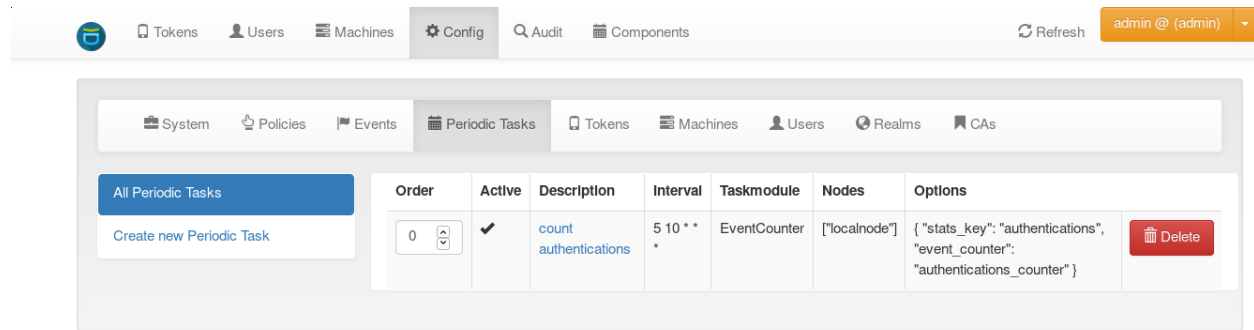 Tokens Users Machines Config Audit Components Refresh admin @ (admin)
System Policies Events Periodic Tasks Tokens Machines Users Realms CAs
All Periodic Tasks
Create new Periodic Task
Order Active Description Interval Taskmodule Nodes Options
0 count 5 10 * * EventCounter ["localnode"] { "stats_key": "authentications", Delete
authentications * "event_counter":
"authentications_counter" }